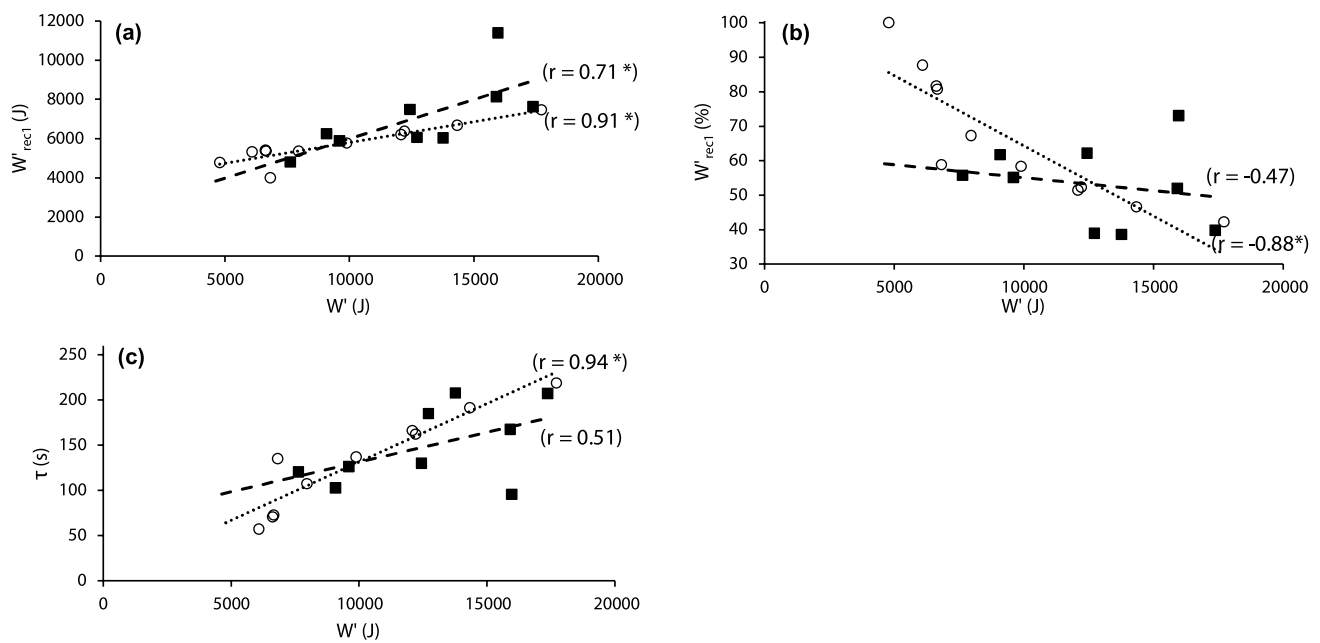 (a)
12000
10000
8000
6000
4000
2000
0
W'rec1 (J)
(r = 0.71 *)
(r = 0.91 *)
0
5000
10000
15000
20000
W' (J)
(b)
100
90
80
70
60
50
40
30
W'rec1 (%)
(r = -0.47)
(r = -0.88*)
0
5000
10000
15000
20000
W' (J)
(c)
250
200
150
100
50
0
τ (s)
(r = 0.94 *)
(r = 0.51)
0
5000
10000
15000
20000
W' (J)